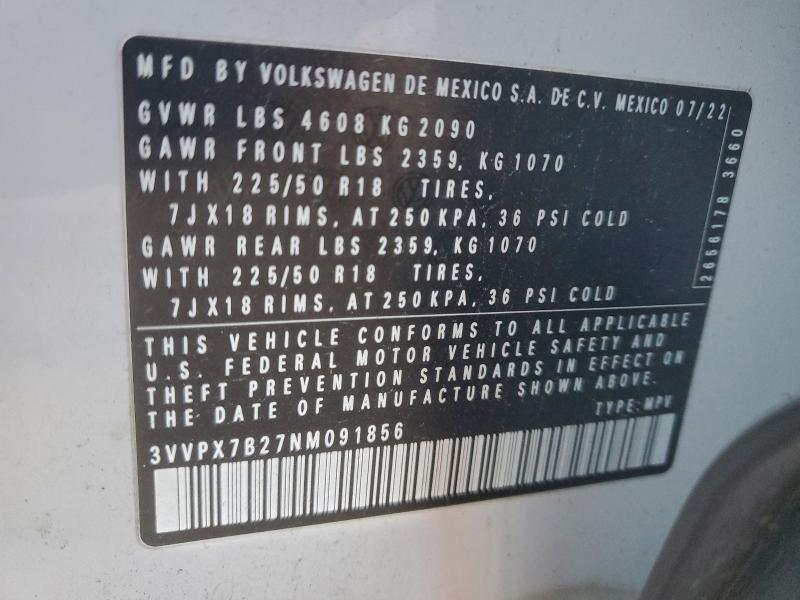 MFD BY VOLKSWAGEN DE MEXICO S.A. DE C.V. MEXICO 07/22
GVWR LBS 4608 KG 2090
GAWR FRONT LBS 2359, KG 1070
WITH 225/50 R18 TIRES,
7JX18 RIMS, AT 250 KPA, 36 PSI COLD
GAWR REAR LBS 2359, KG 1070
WITH 225/50 R18 TIRES,
7JX18 RIMS, AT 250 KPA, 36 PSI COLD
2656178 3660
THIS VEHICLE CONFORMS TO ALL APPLICABLE
U.S. FEDERAL MOTOR VEHICLE SAFETY AND
THEFT PREVENTION STANDARDS IN EFFECT ON
THE DATE OF MANUFACTURE SHOWN ABOVE.
TYPE: MPV
3VVPX7B27NM091856